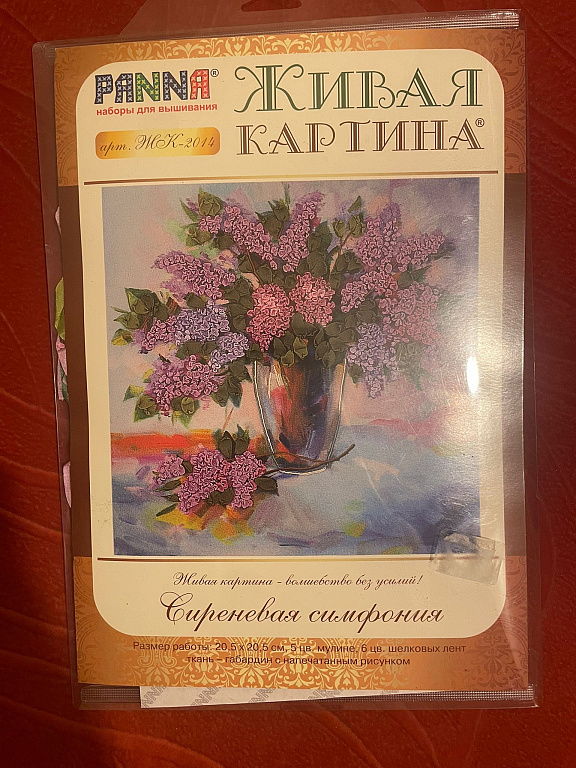 PANNA®
наборы для вышивания
арт. ЖК-2014
ЖИВАЯ
КАРТИНА®
Живая картина - волшебство без усилий!
Сиреневая симфония
Размер работы: 20,5 х 20,5 см, 5 цв. мулине, 6 цв. шелковых лент
ткань – габардин с напечатанным рисунком